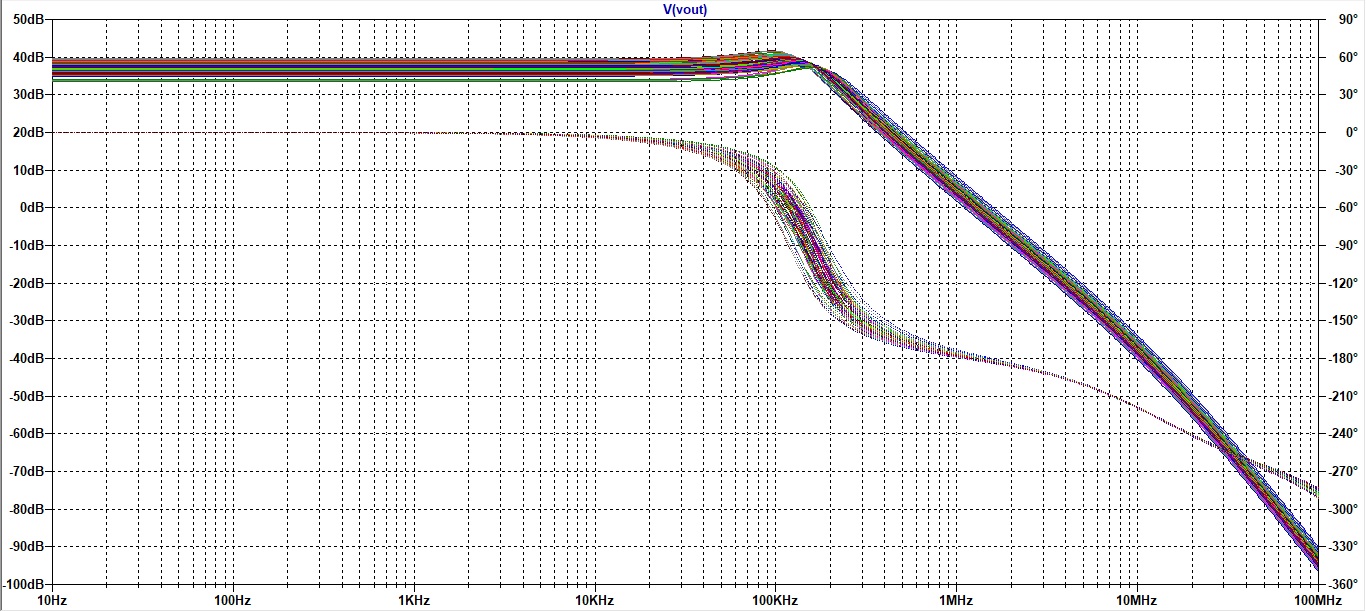 V(vout)
50dB 90°
40dB 60°
30dB 30°
20dB 0°
10dB -30°
0dB -60°
-10dB -90°
-20dB -120°
-30dB -150°
-40dB -180°
-50dB -210°
-60dB -240°
-70dB -270°
-80dB -300°
-90dB -330°
-100dB -360°
10Hz 100Hz 1KHz 10KHz 100KHz 1MHz 10MHz 100MHz